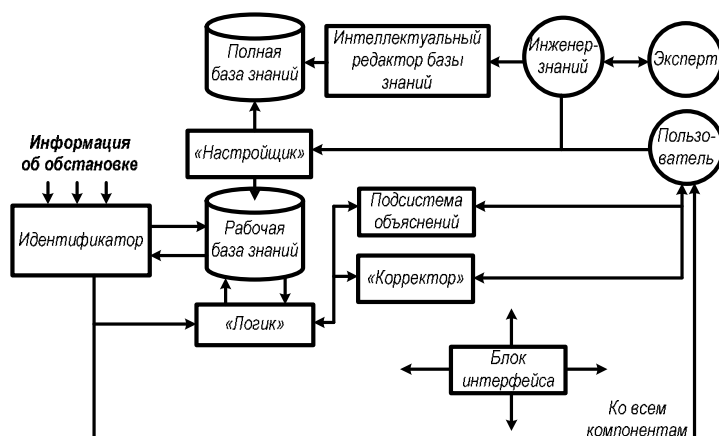 Полная
база знаний
Интеллектуальный
редактор базы
знаний
Инженер-
знаний
Эксперт
Информация
об обстановке
«Настройщик»
Пользо-
ватель
Идентификатор
Рабочая
база знаний
Подсистема
объяснений
«Корректор»
«Логик»
Блок
интерфейса
Ко всем
компонентам